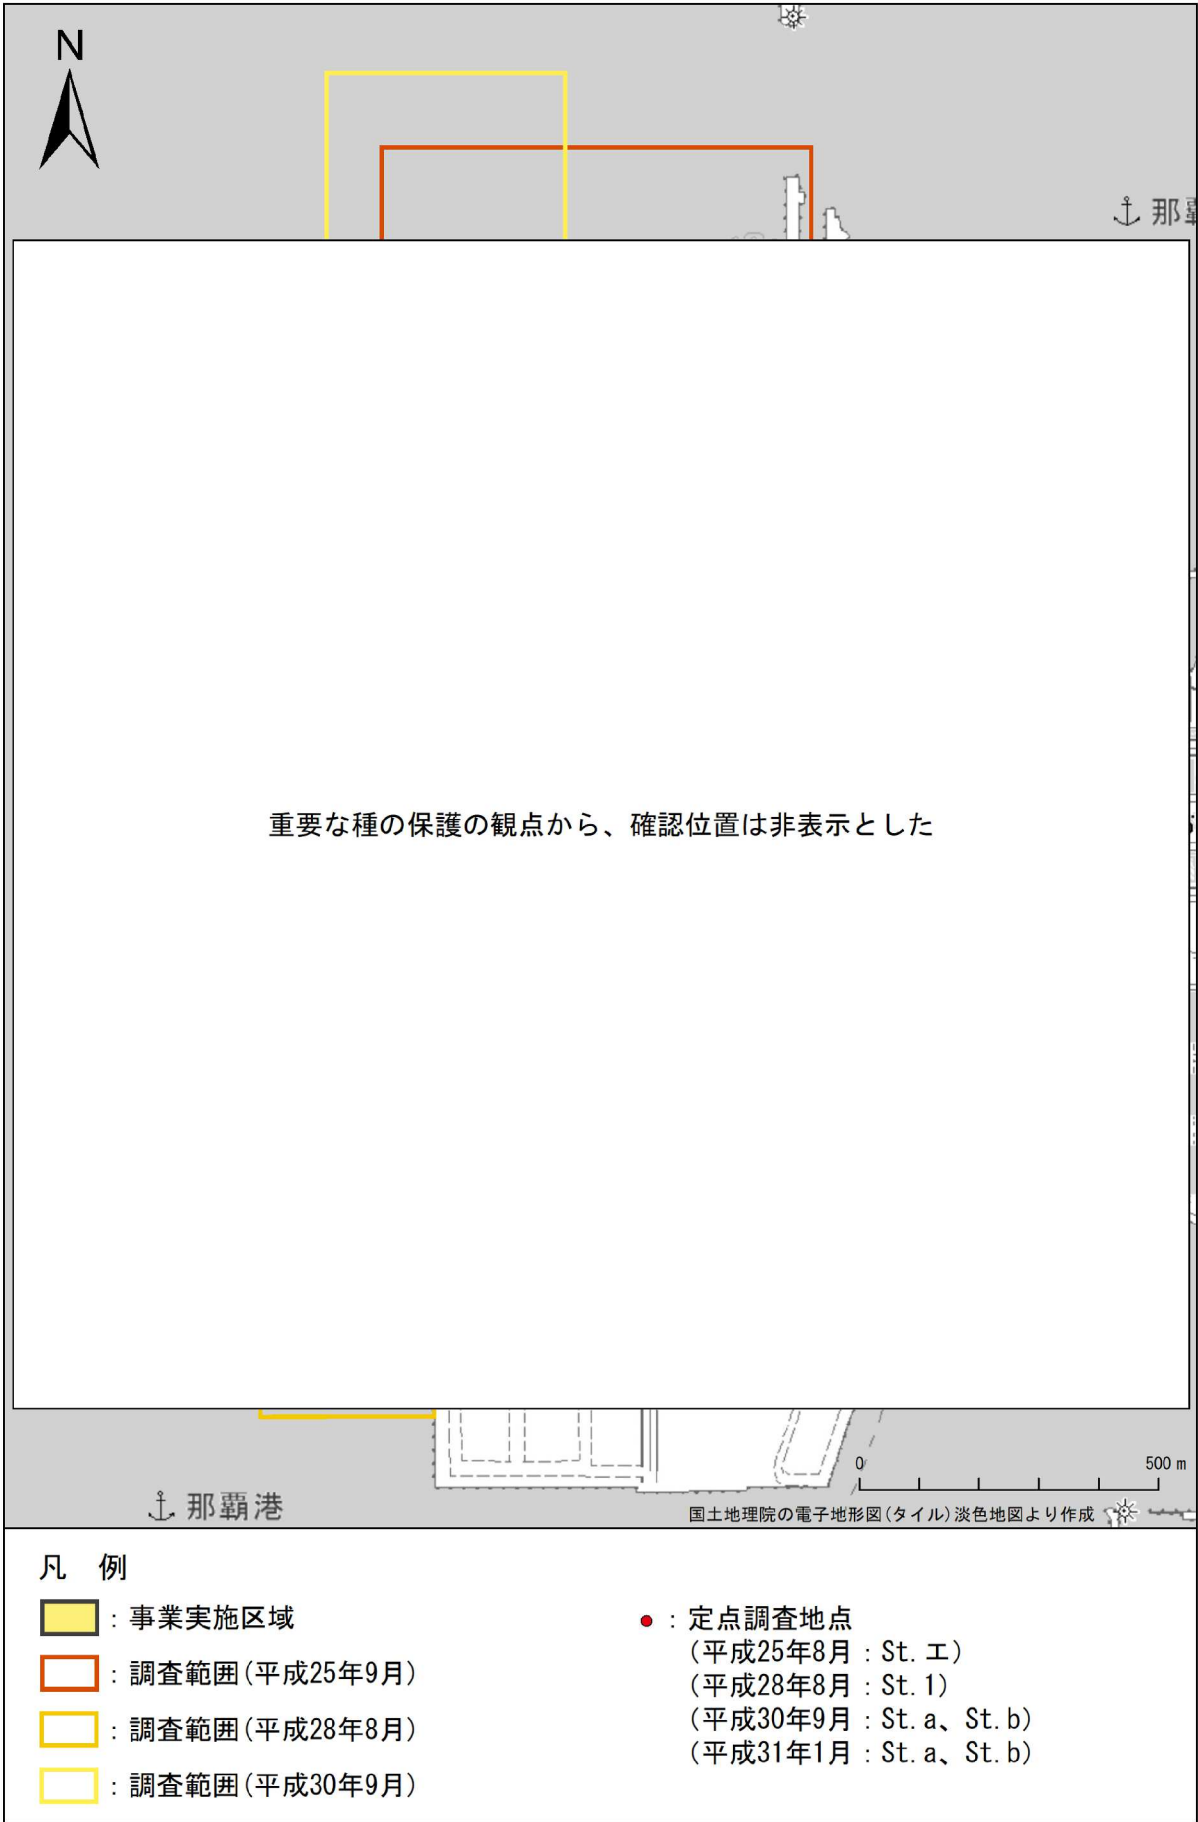 N
⚓ 那覇
重要な種の保護の観点から、確認位置は非表示とした
0 500 m
⚓ 那覇港
国土地理院の電子地形図(タイル)淡色地図より作成
凡 例
：事業実施区域
：調査範囲(平成25年9月)
：調査範囲(平成28年8月)
：調査範囲(平成30年9月)
：定点調査地点
(平成25年8月：St.エ)
(平成28年8月：St.1)
(平成30年9月：St.a、St.b)
(平成31年1月：St.a、St.b)